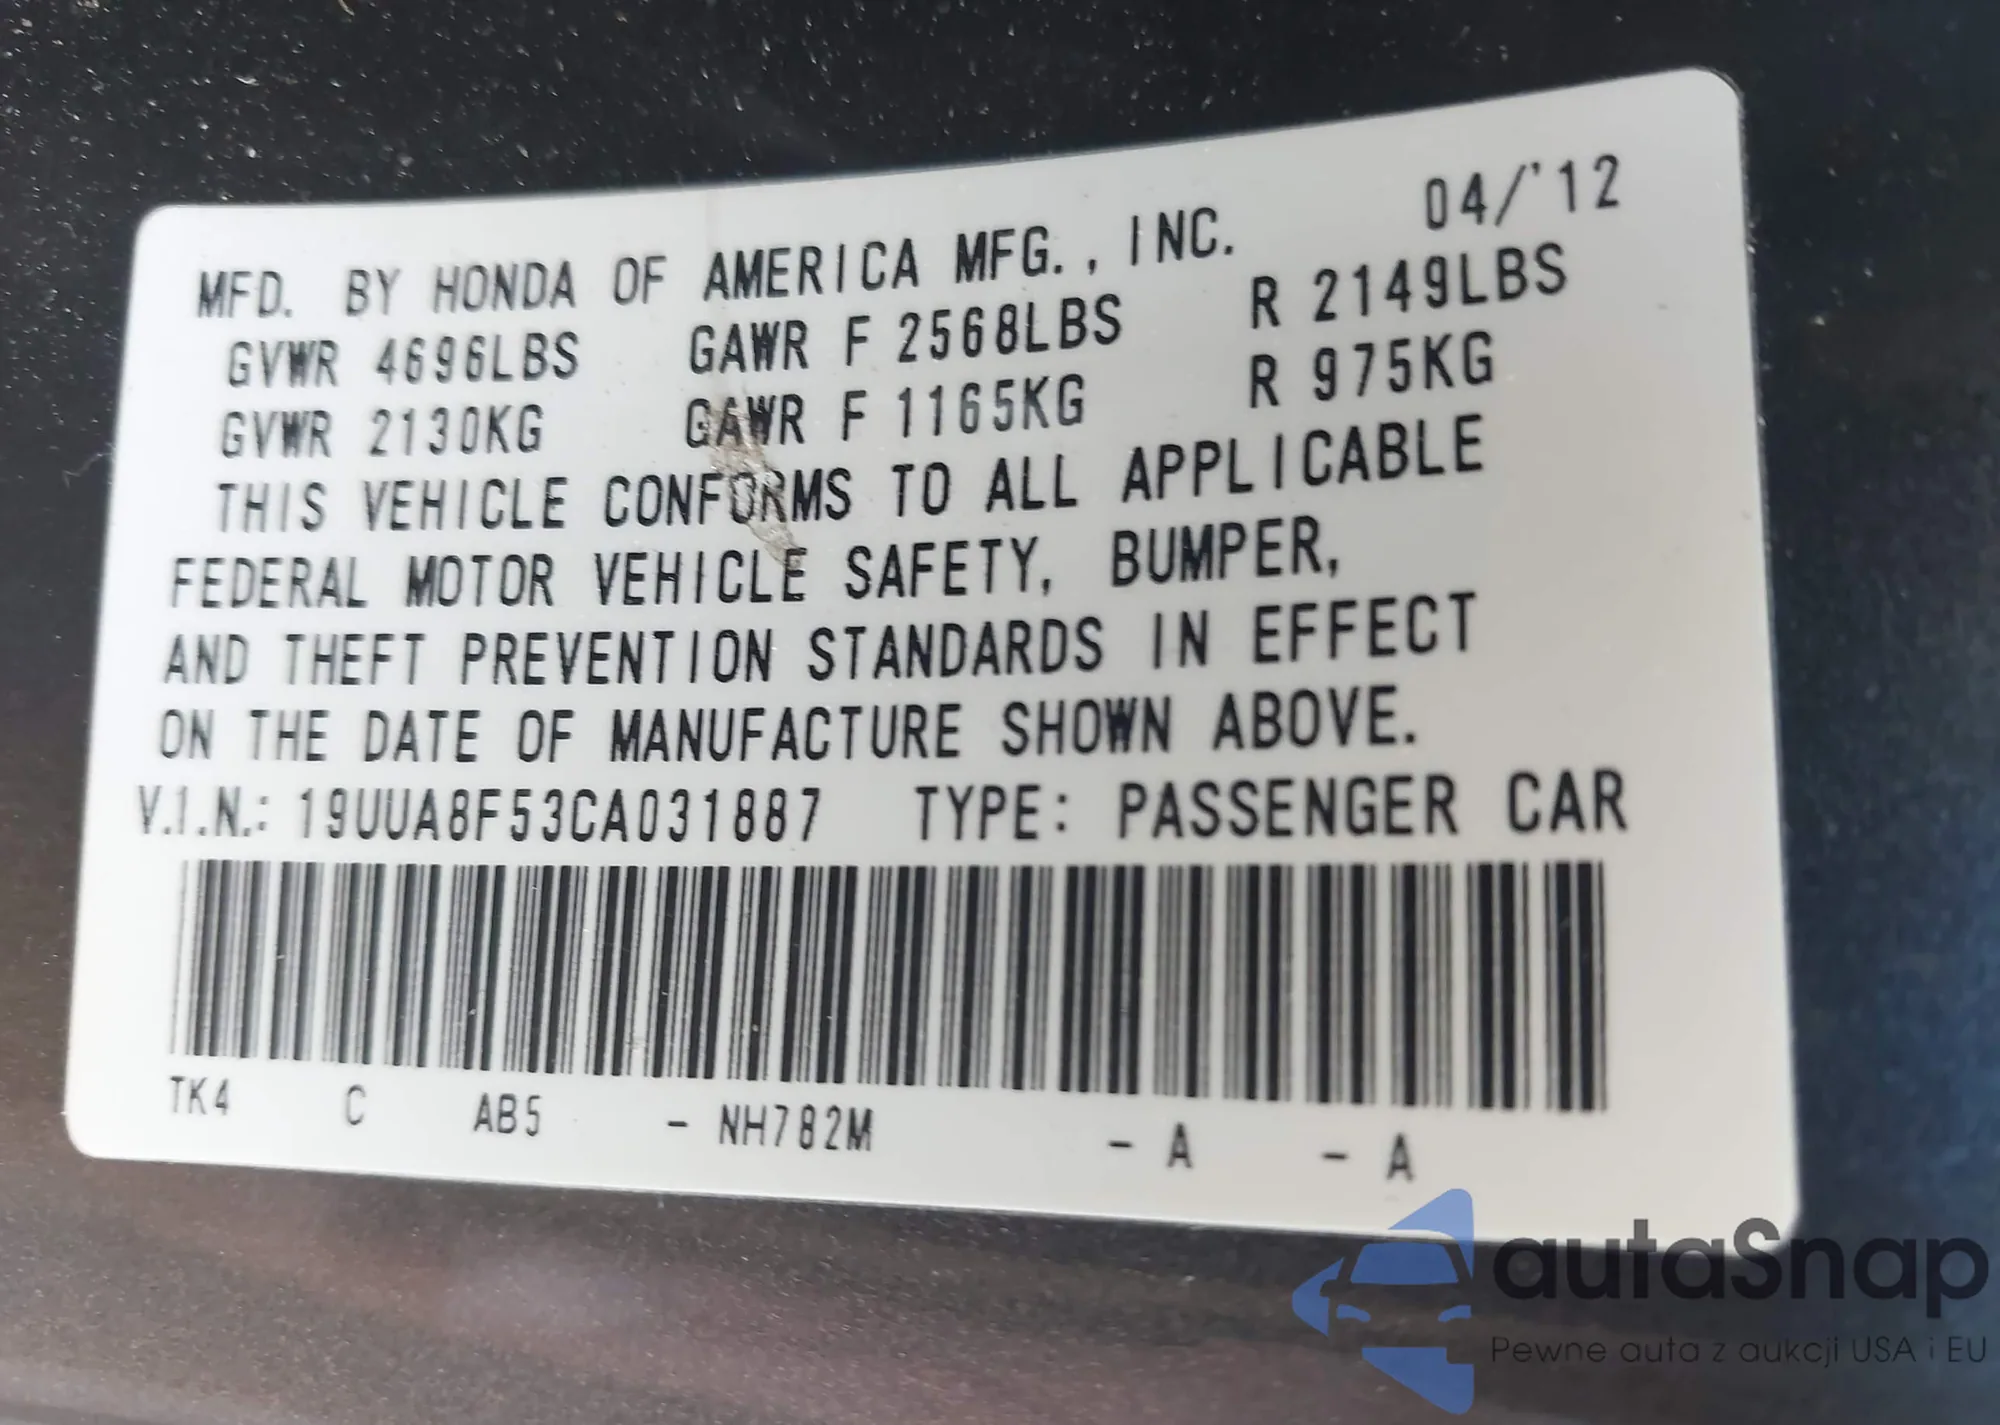 04/'12
MFD. BY HONDA OF AMERICA MFG., INC.
GVWR 4696LBS GAWR F 2568LBS R 2149LBS
GVWR 2130KG GAWR F 1165KG R 975KG
THIS VEHICLE CONFORMS TO ALL APPLICABLE
FEDERAL MOTOR VEHICLE SAFETY, BUMPER,
AND THEFT PREVENTION STANDARDS IN EFFECT
ON THE DATE OF MANUFACTURE SHOWN ABOVE.
V.I.N.: 19UUA8F53CA031887 TYPE: PASSENGER CAR
TK4 C AB5 - NH782M - A - A
autaSnap
Pewne auta z aukcji USA i EU